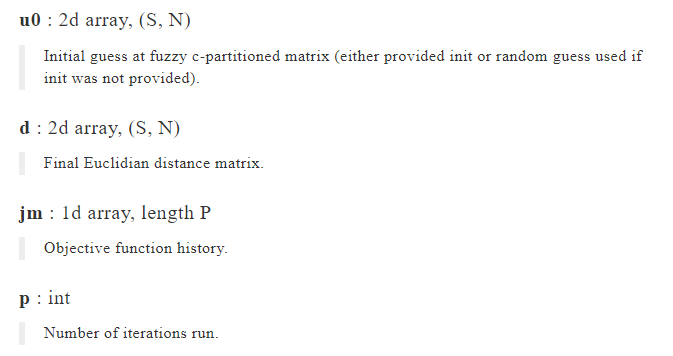 u0 : 2d array, (S, N)
Initial guess at fuzzy c-partitioned matrix (either provided init or random guess used if
init was not provided).
d : 2d array, (S, N)
Final Euclidian distance matrix.
jm : 1d array, length P
Objective function history.
p : int
Number of iterations run.